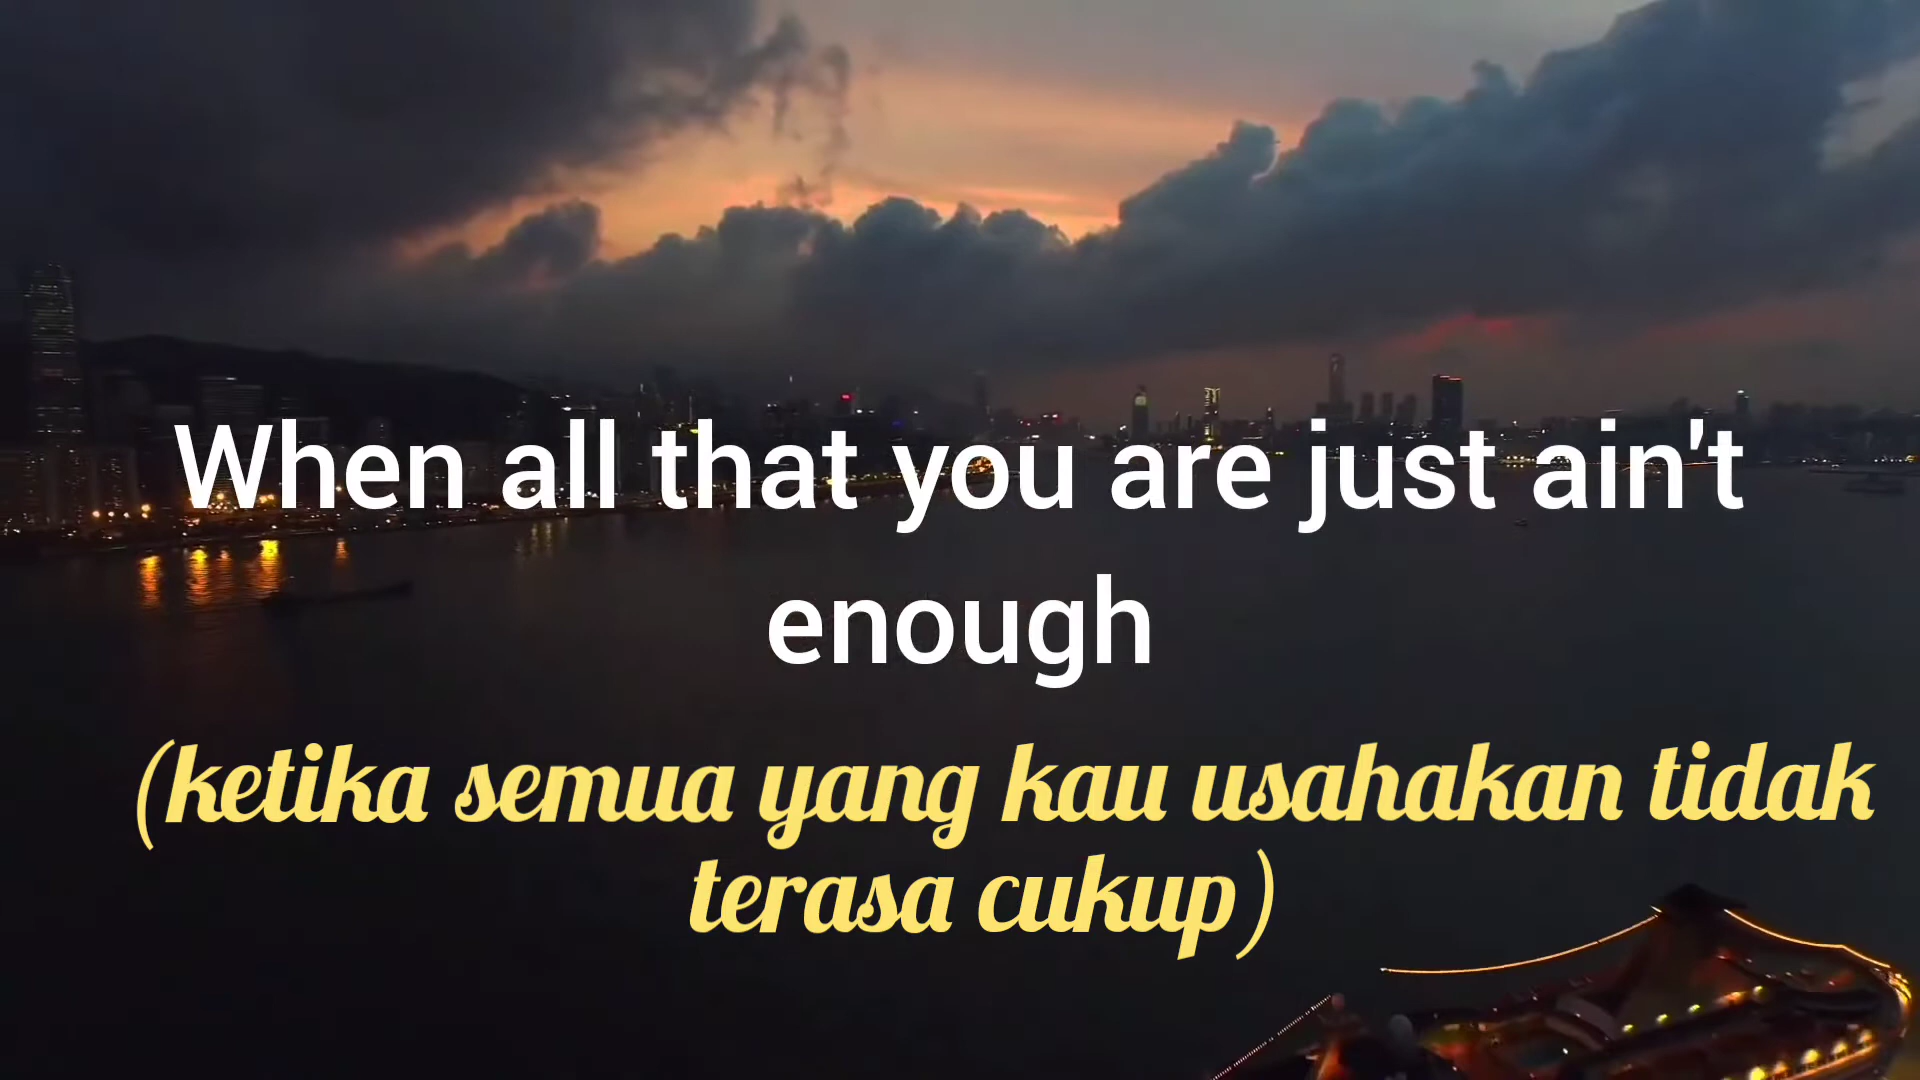 When all that you are just ain't
enough
(ketika semua yang kau usahakan tidak
terasa cukup)